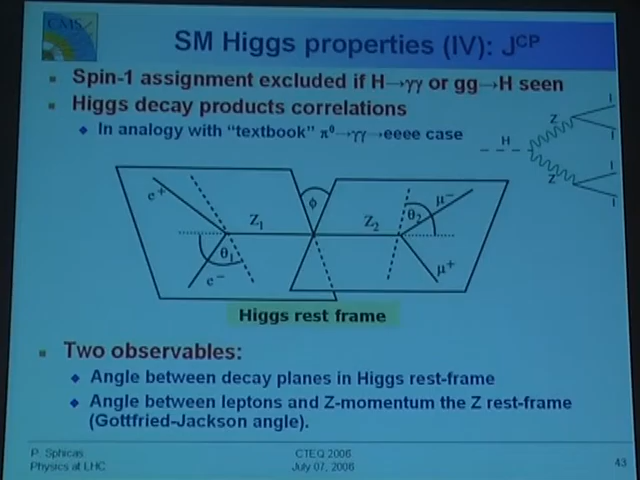 CMS
SM Higgs properties (IV): J^CP
Spin-1 assignment excluded if H→γγ or gg→H seen
Higgs decay products correlations
In analogy with “textbook” π⁰→γγ→eeee case
H
Z
Z
l
l
l
l
e⁺
e⁻
θ₁
Z₁
ϕ
Z₂
θ₂
μ⁻
μ⁺
Higgs rest frame
Two observables:
Angle between decay planes in Higgs rest-frame
Angle between leptons and Z-momentum the Z rest-frame
(Gottfried-Jackson angle).
P. Sphicas
Physics at LHC
CTEQ 2006
July 07, 2006
43